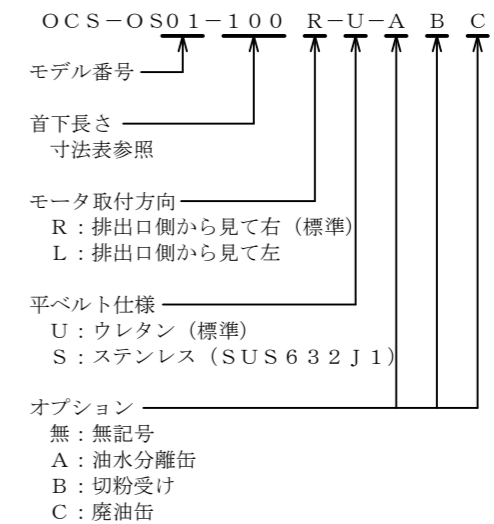 ＯＣＳ－ＯＳ０１－１００ Ｒ－Ｕ－Ａ Ｂ Ｃ
モデル番号
首下長さ
寸法表参照
モータ取付方向
Ｒ：排出口側から見て右（標準）
Ｌ：排出口側から見て左
平ベルト仕様
Ｕ：ウレタン（標準）
Ｓ：ステンレス（ＳＵＳ６３２Ｊ１）
オプション
無：無記号
Ａ：油水分離缶
Ｂ：切粉受け
Ｃ：廃油缶